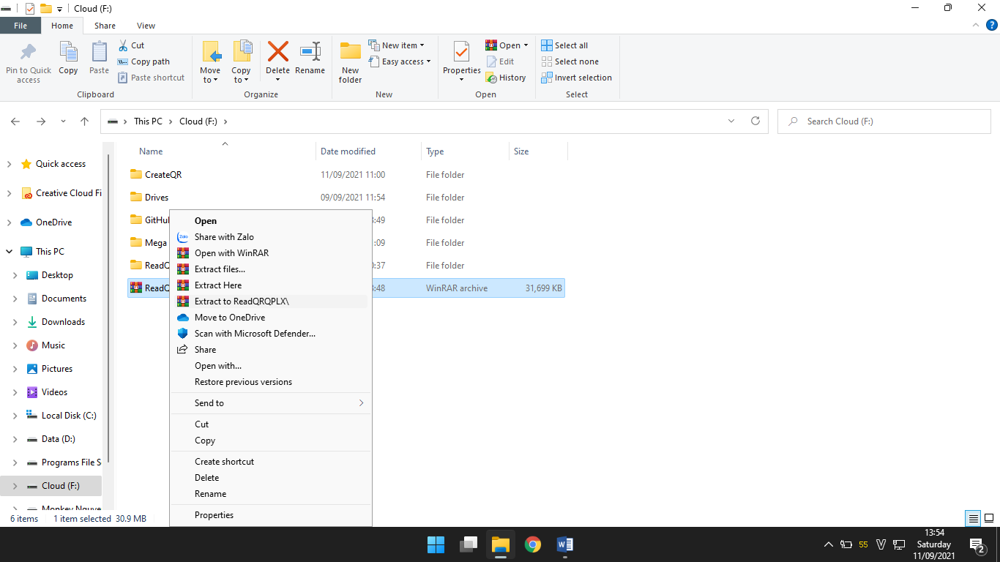 Cloud (F:)
File Home Share View
Pin to Quick access
Copy
Paste
Cut
Copy path
Paste shortcut
Clipboard
Move to
Copy to
Delete
Rename
Organize
New folder
New item
Easy access
New
Properties
Open
Edit
History
Open
Select all
Select none
Invert selection
Select
This PC Cloud (F:)
Search Cloud (F:)
Quick access
Creative Cloud Fi
OneDrive
This PC
Desktop
Documents
Downloads
Music
Pictures
Videos
Local Disk (C:)
Data (D:)
Programs File S
Cloud (F:)
Monkey Nguye
Name Date modified Type Size
CreateQR 11/09/2021 11:00 File folder
Drives 09/09/2021 11:54 File folder
GitHu :49 File folder
Mega :09 File folder
ReadQ :37 File folder
ReadQ :48 WinRAR archive 31,699 KB
Open
Share with Zalo
Open with WinRAR
Extract files...
Extract Here
Extract to ReadQRQPLX\
Move to OneDrive
Scan with Microsoft Defender...
Share
Open with...
Restore previous versions
Send to
Cut
Copy
Create shortcut
Delete
Rename
Properties
6 items 1 item selected 30.9 MB
55
13:54
Saturday
11/09/2021
2